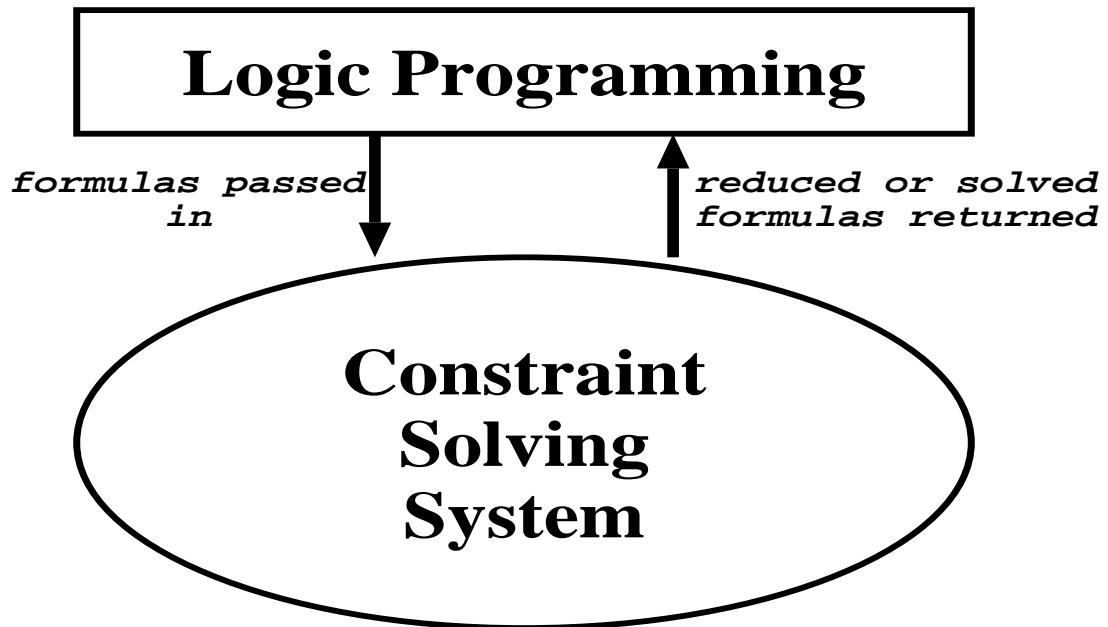 Logic Programming
formulas passed
in
reduced or solved
formulas returned
Constraint
Solving
System